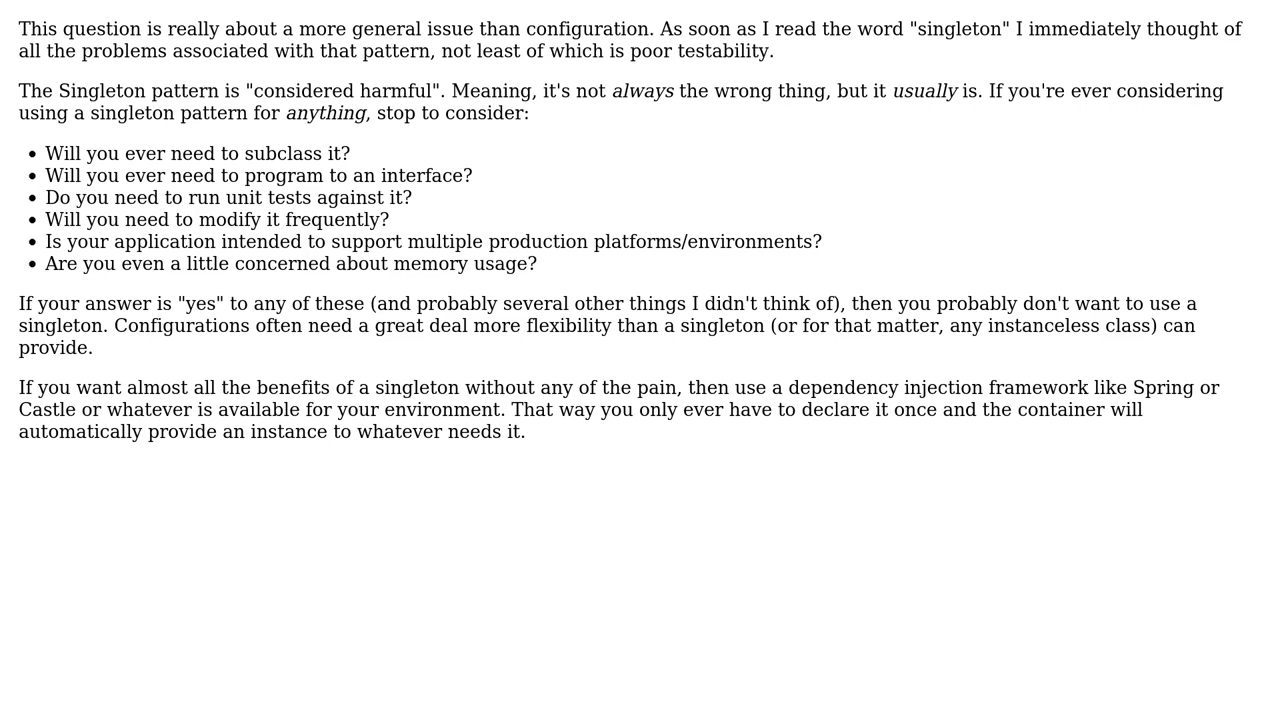 This question is really about a more general issue than configuration. As soon as I read the word "singleton" I immediately thought of
all the problems associated with that pattern, not least of which is poor testability.
The Singleton pattern is "considered harmful". Meaning, it's not always the wrong thing, but it usually is. If you're ever considering
using a singleton pattern for anything, stop to consider:
• Will you ever need to subclass it?
• Will you ever need to program to an interface?
• Do you need to run unit tests against it?
• Will you need to modify it frequently?
• Is your application intended to support multiple production platforms/environments?
• Are you even a little concerned about memory usage?
If your answer is "yes" to any of these (and probably several other things I didn't think of), then you probably don't want to use a
singleton. Configurations often need a great deal more flexibility than a singleton (or for that matter, any instanceless class) can
provide.
If you want almost all the benefits of a singleton without any of the pain, then use a dependency injection framework like Spring or
Castle or whatever is available for your environment. That way you only ever have to declare it once and the container will
automatically provide an instance to whatever needs it.